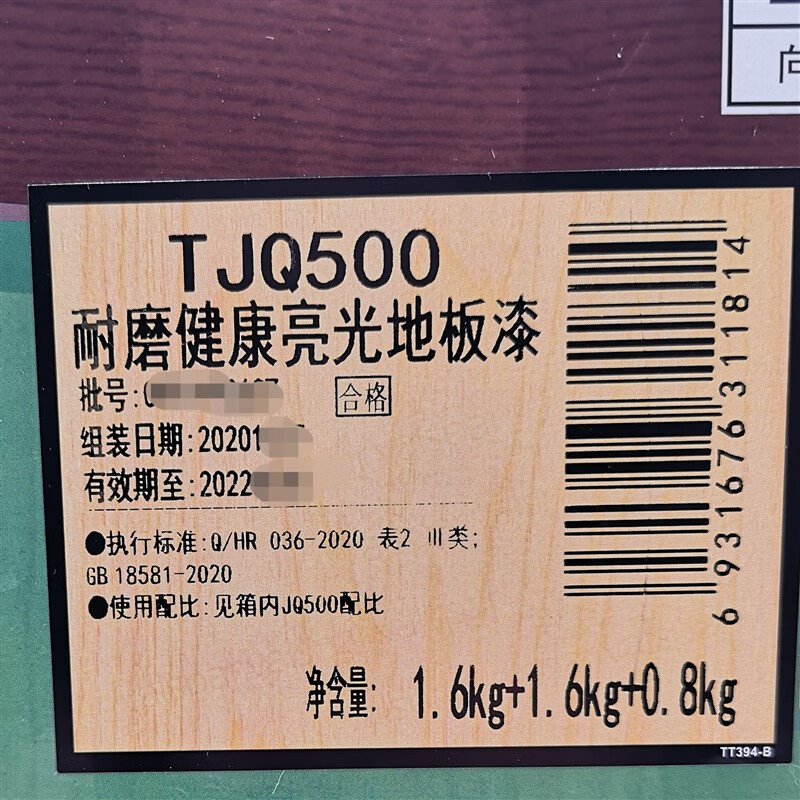 向
TJQ500
耐磨健康亮光地板漆
批号:
合格
组装日期:20201
有效期至:2022
●执行标准:Q/HR 036-2020 表2 Ⅲ类;
GB 18581-2020
●使用配比:见箱内JQ500配比
净含量: 1.6kg+1.6kg+0.8kg
6931676311814
TT394-B